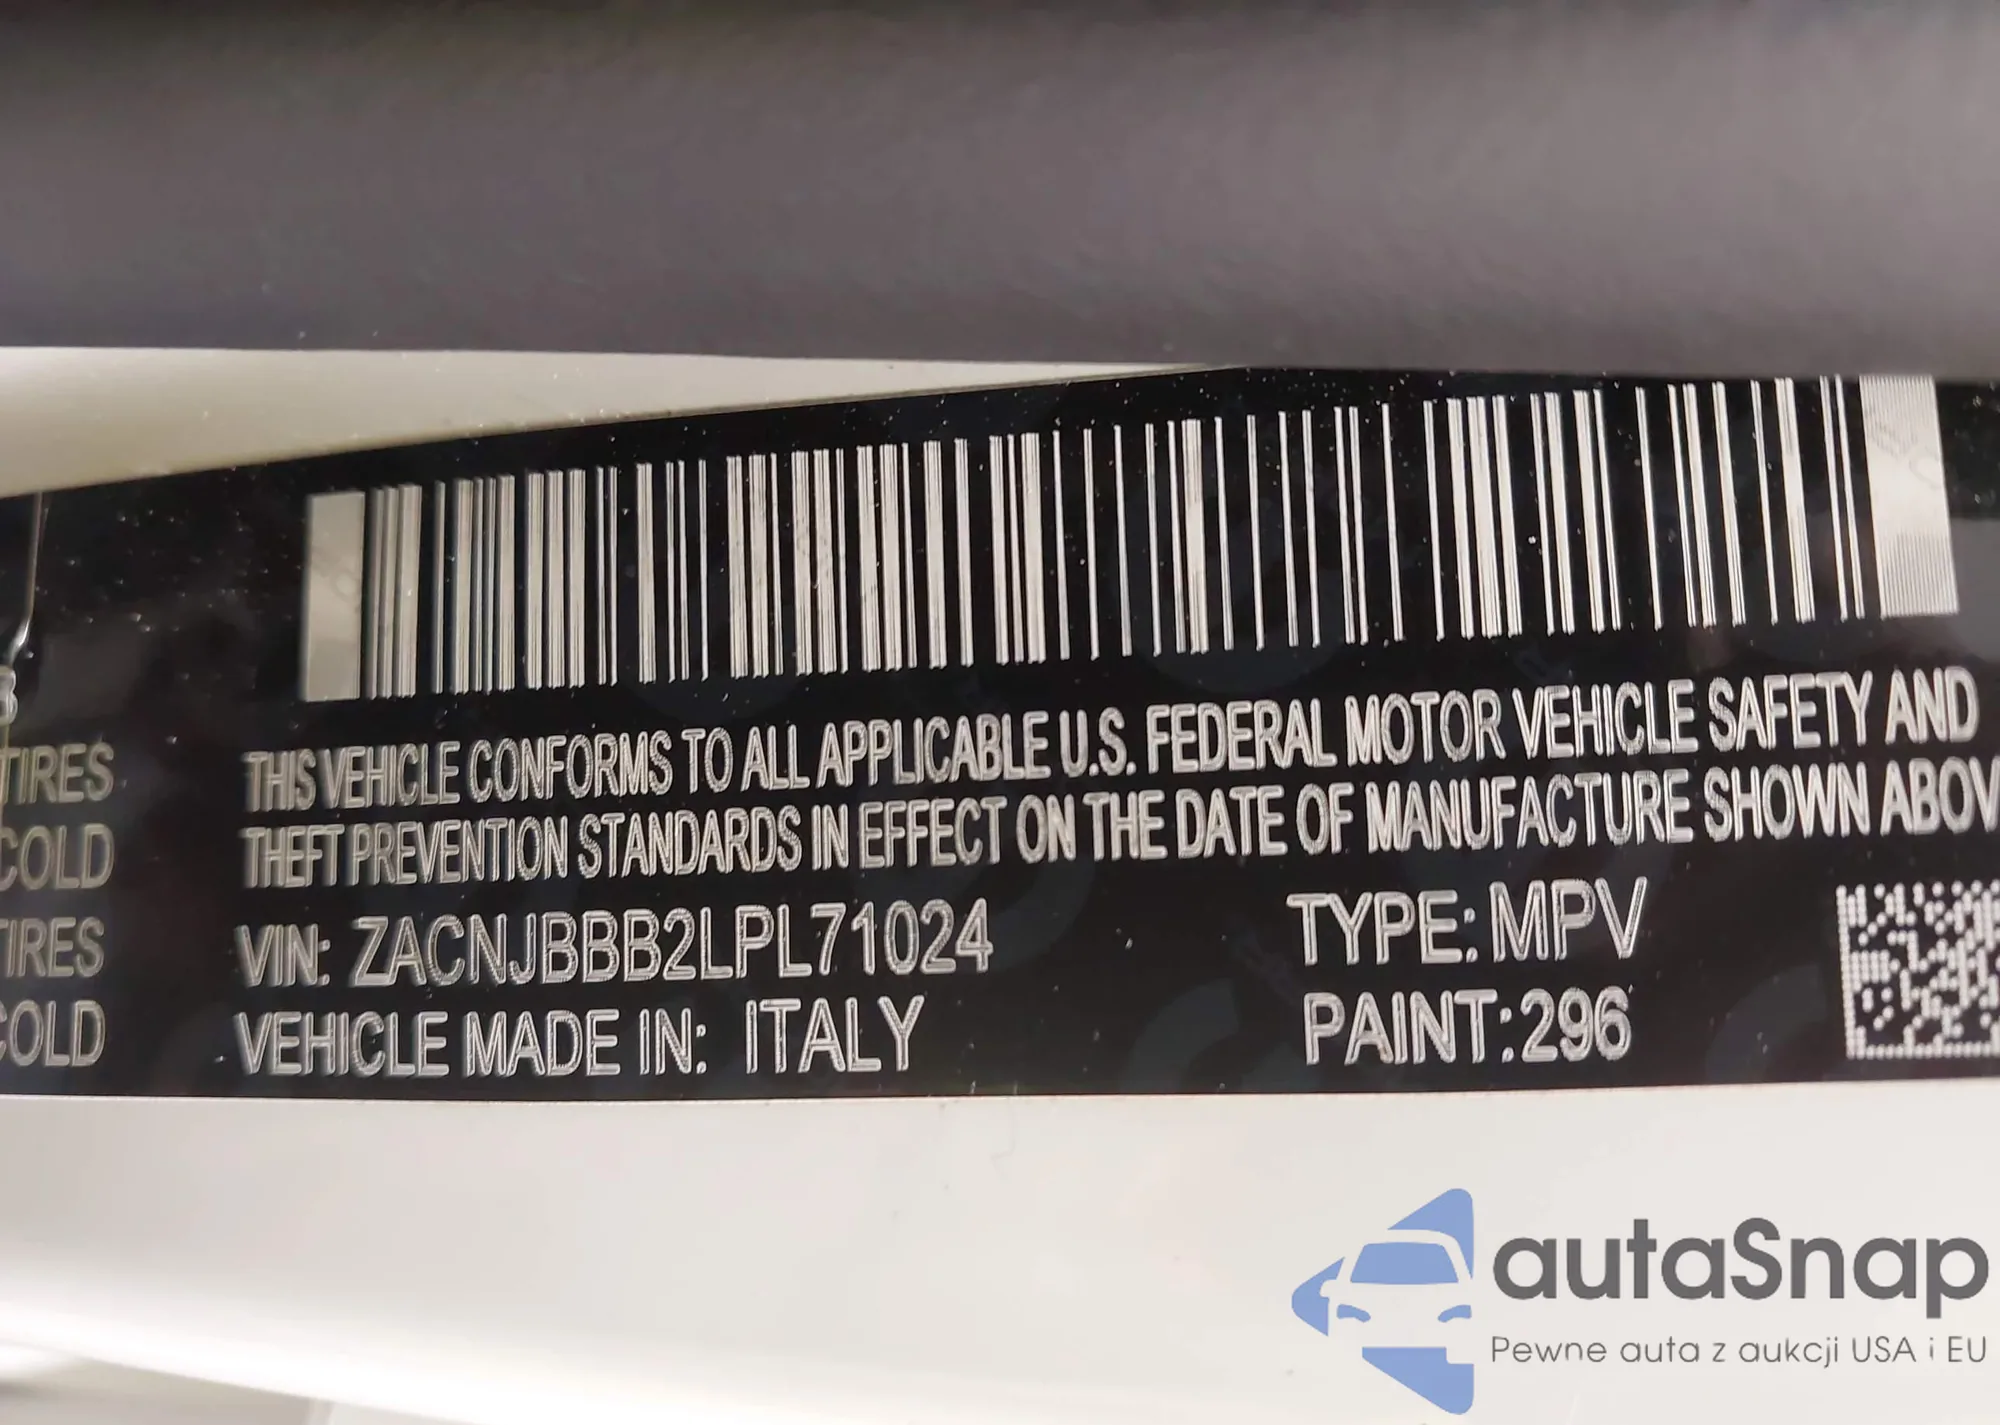 THIS VEHICLE CONFORMS TO ALL APPLICABLE U.S. FEDERAL MOTOR VEHICLE SAFETY AND
THEFT PREVENTION STANDARDS IN EFFECT ON THE DATE OF MANUFACTURE SHOWN ABOV
VIN: ZACNJBBB2LPL71024
TYPE: MPV
VEHICLE MADE IN: ITALY
PAINT: 296
TIRES
COLD
TIRES
COLD
autaSnap
Pewne auta z aukcji USA i EU